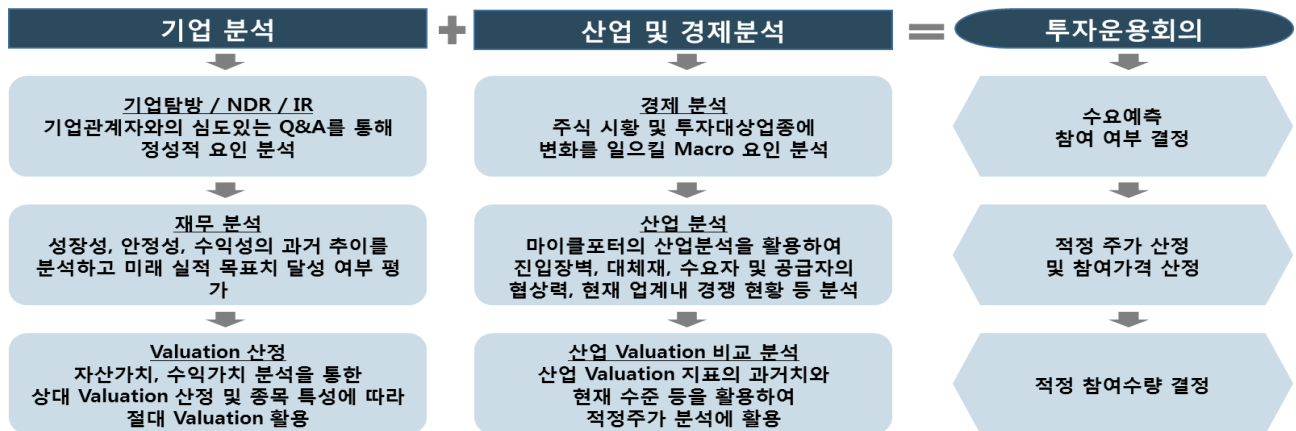 기업 분석
기업탐방 / NDR / IR
기업관계자와의 심도있는 Q&A를 통해
정성적 요인 분석
재무 분석
성장성, 안정성, 수익성의 과거 추이를
분석하고 미래 실적 목표치 달성 여부 평
가
Valuation 산정
자산가치, 수익가치 분석을 통한
상대 Valuation 산정 및 종목 특성에 따라
절대 Valuation 활용
+
산업 및 경제분석
경제 분석
주식 시황 및 투자대상업종에
변화를 일으킬 Macro 요인 분석
산업 분석
마이클포터의 산업분석을 활용하여
진입장벽, 대체재, 수요자 및 공급자의
협상력, 현재 업계내 경쟁 현황 등 분석
산업 Valuation 비교 분석
산업 Valuation 지표의 과거치와
현재 수준 등을 활용하여
적정주가 분석에 활용
=
투자운용회의
수요예측
참여 여부 결정
적정 주가 산정
및 참여가격 산정
적정 참여수량 결정